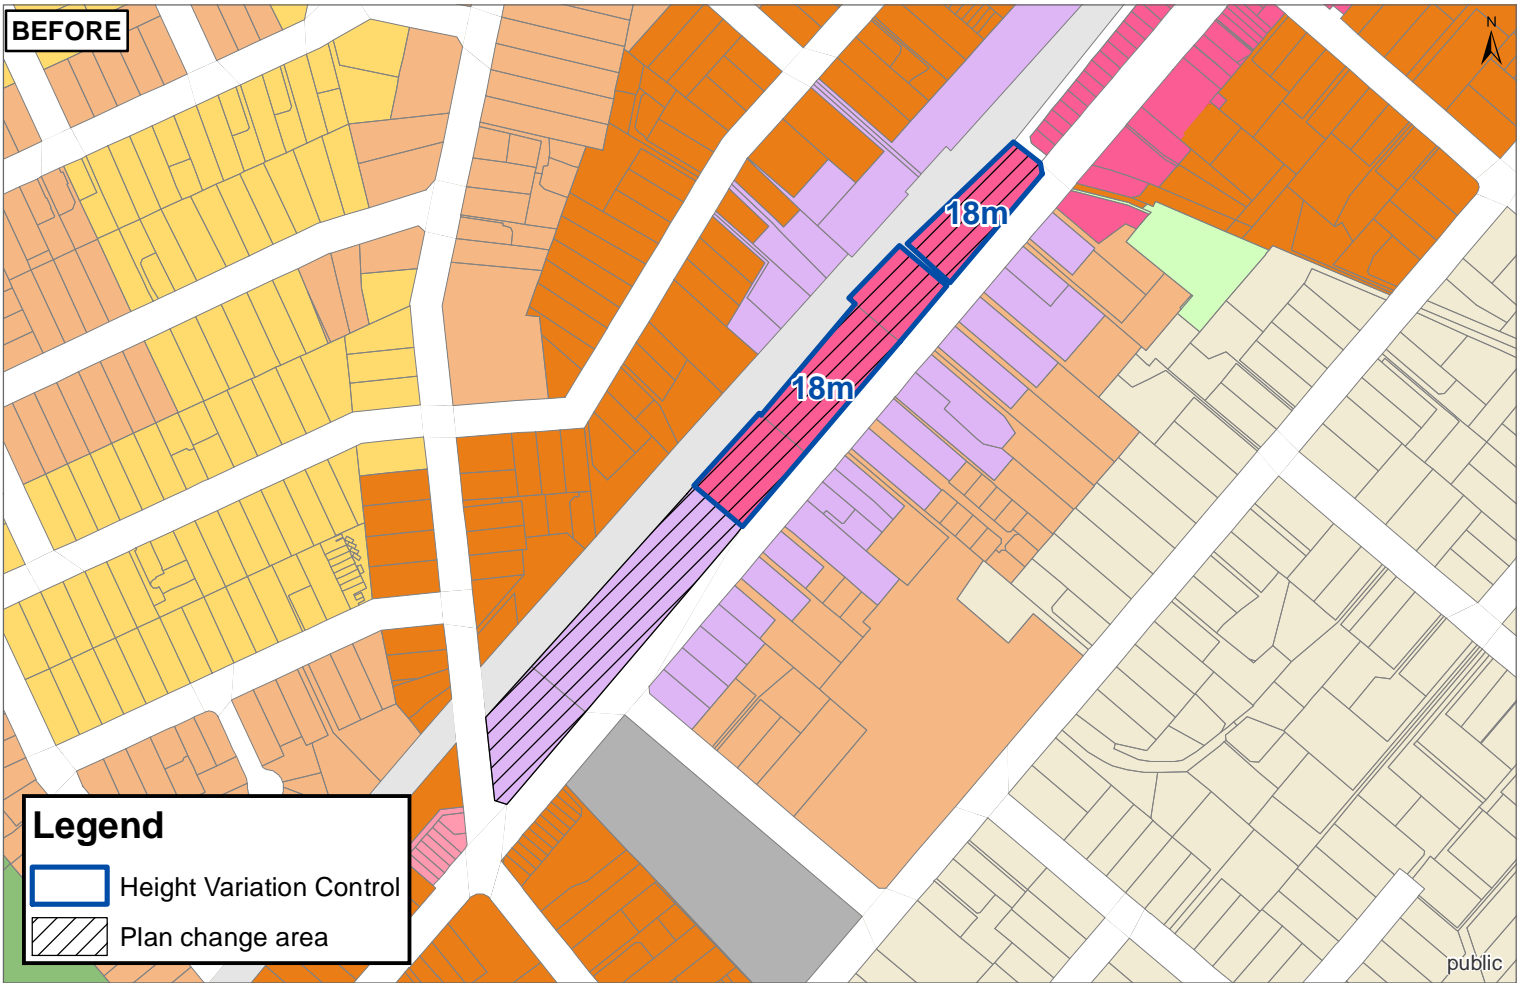 BEFORE
N
18m
18m
Legend
Height Variation Control
Plan change area
public